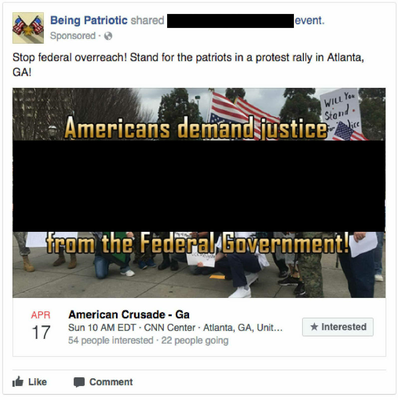 Being Patriotic shared event.
Sponsored ·
Stop federal overreach! Stand for the patriots in a protest rally in Atlanta,
GA!
Will You
Stand
Americans demand justice
from the Federal Government!
APR
17
American Crusade - Ga
Sun 10 AM EDT · CNN Center · Atlanta, GA, Unit...
54 people interested · 22 people going
★ Interested
Like
Comment